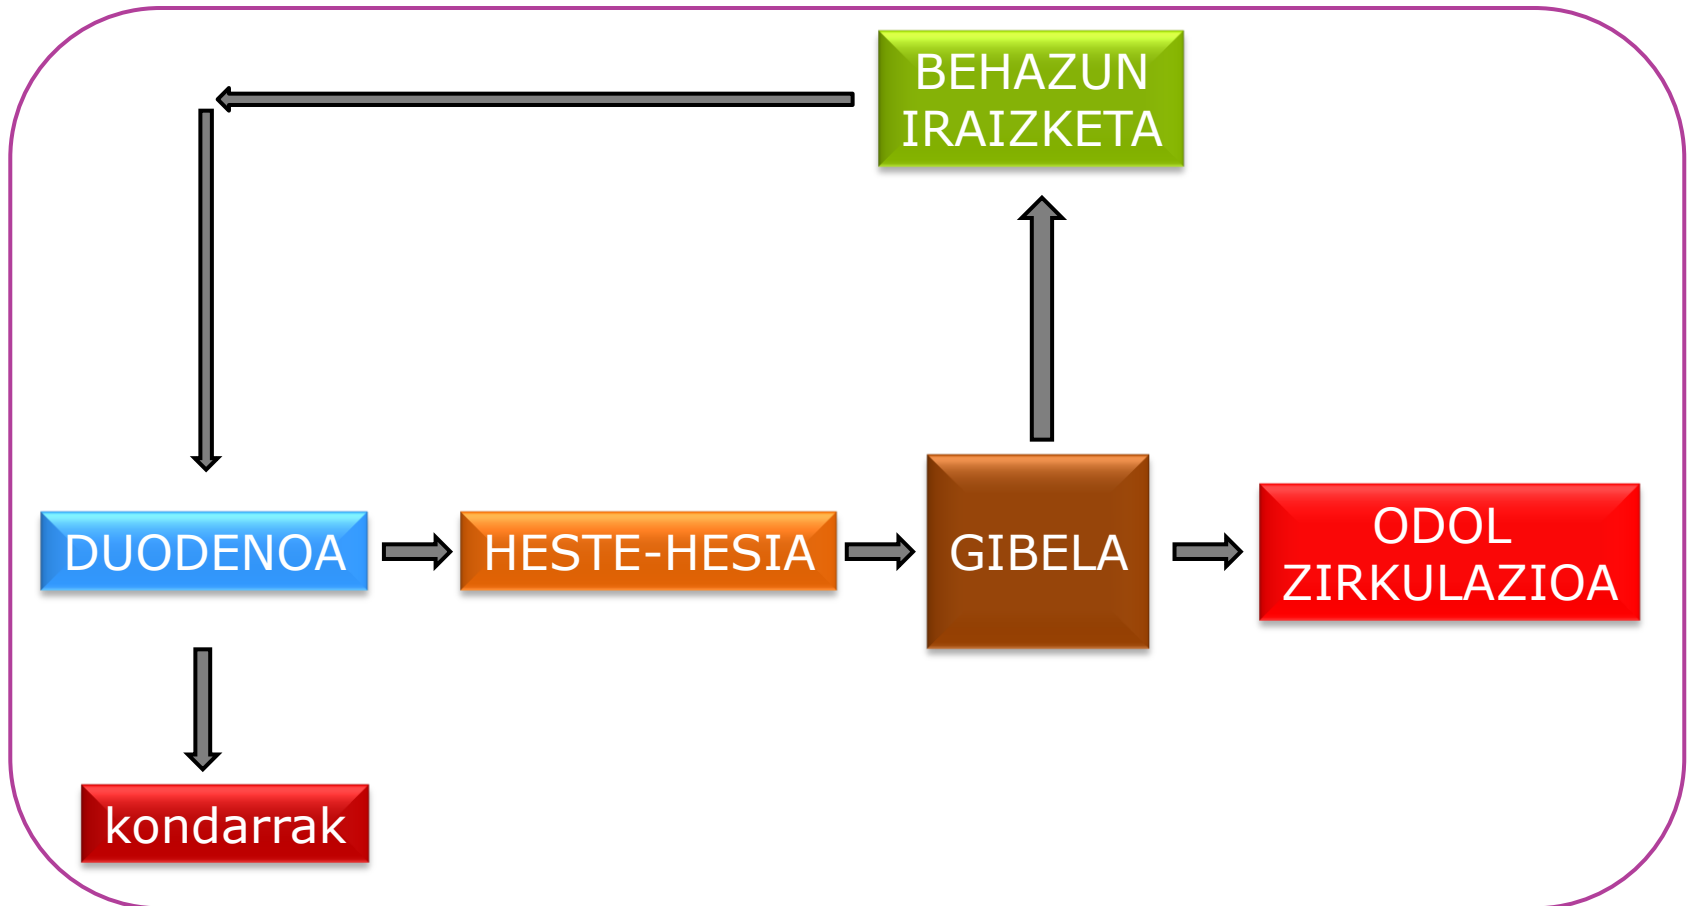 BEHAZUN
IRAIZKETA
DUODENOA
HESTE-HESIA
GIBELA
ODOL
ZIRKULAZIOA
kondarrak